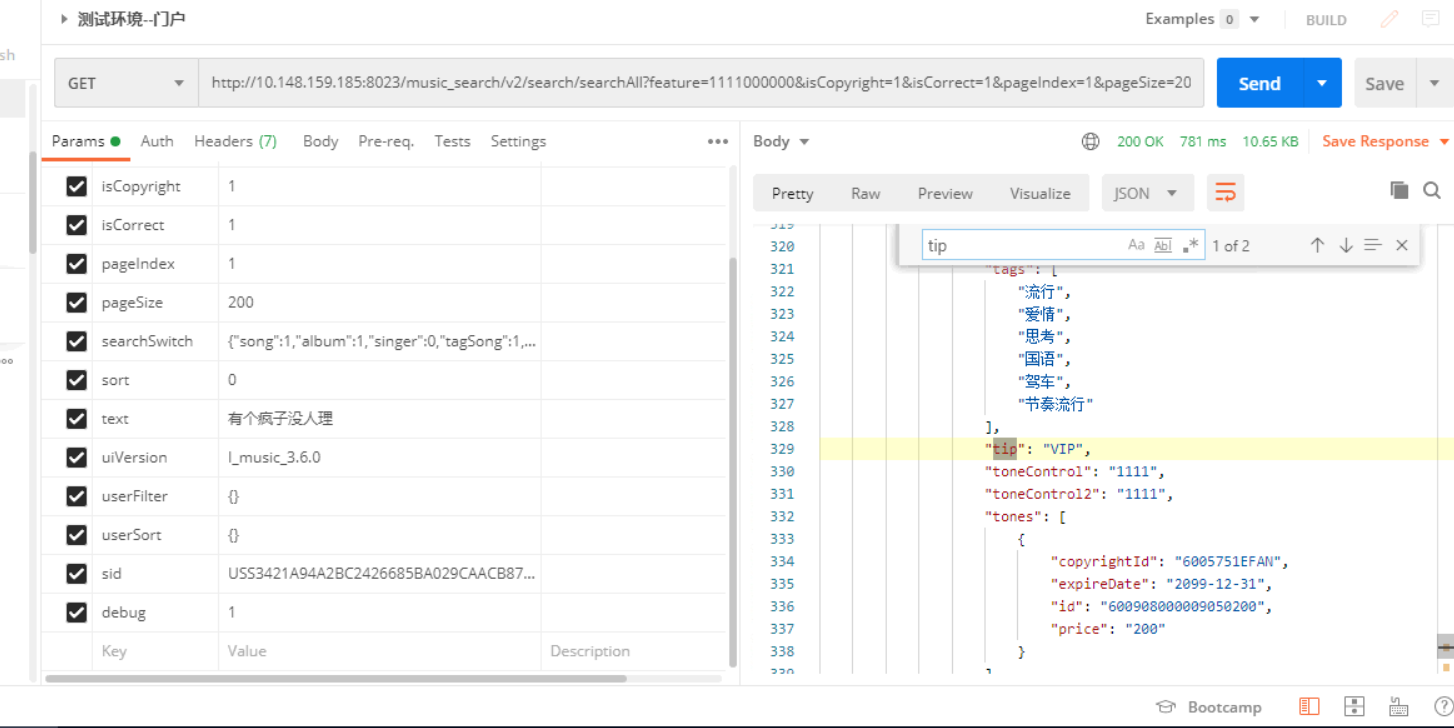 测试环境--门户
Examples 0
BUILD
sh
GET
http://10.148.159.185:8023/music_search/v2/search/searchAll?feature=1111000000&isCopyright=1&isCorrect=1&pageIndex=1&pageSize=20
Send
Save
Params
Auth
Headers (7)
Body
Pre-req.
Tests
Settings
Body
200 OK
781 ms
10.65 KB
Save Response
isCopyright 1
isCorrect 1
pageIndex 1
pageSize 200
searchSwitch {"song":1,"album":1,"singer":0,"tagSong":1,...
sort 0
text 有个疯子没人理
uiVersion I_music_3.6.0
userFilter {}
userSort {}
sid USS3421A94A2BC2426685BA029CAACB87...
debug 1
Key Value Description
Pretty
Raw
Preview
Visualize
JSON
tip
Aa Abl .* 1 of 2
319
320
321 "tags": [
322 "流行",
323 "爱情",
324 "思考",
325 "国语",
326 "驾车",
327 "节奏流行"
328 ],
329 "tip": "VIP",
330 "toneControl": "1111",
331 "toneControl2": "1111",
332 "tones": [
333 {
334 "copyrightId": "6005751EFAN",
335 "expireDate": "2099-12-31",
336 "id": "600908000009050200",
337 "price": "200"
338 }
339 ]
Bootcamp